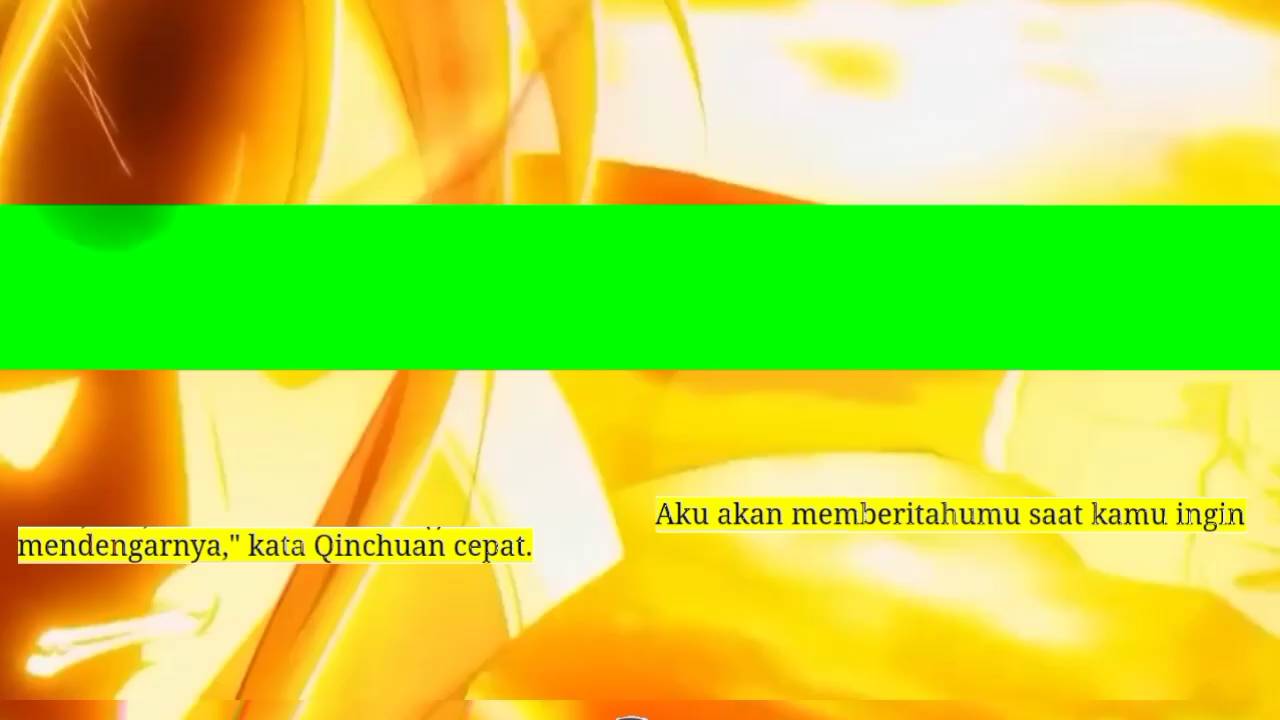 Aku akan memberitahumu saat kamu ingin
mendengarnya," kata Qinchuan cepat.